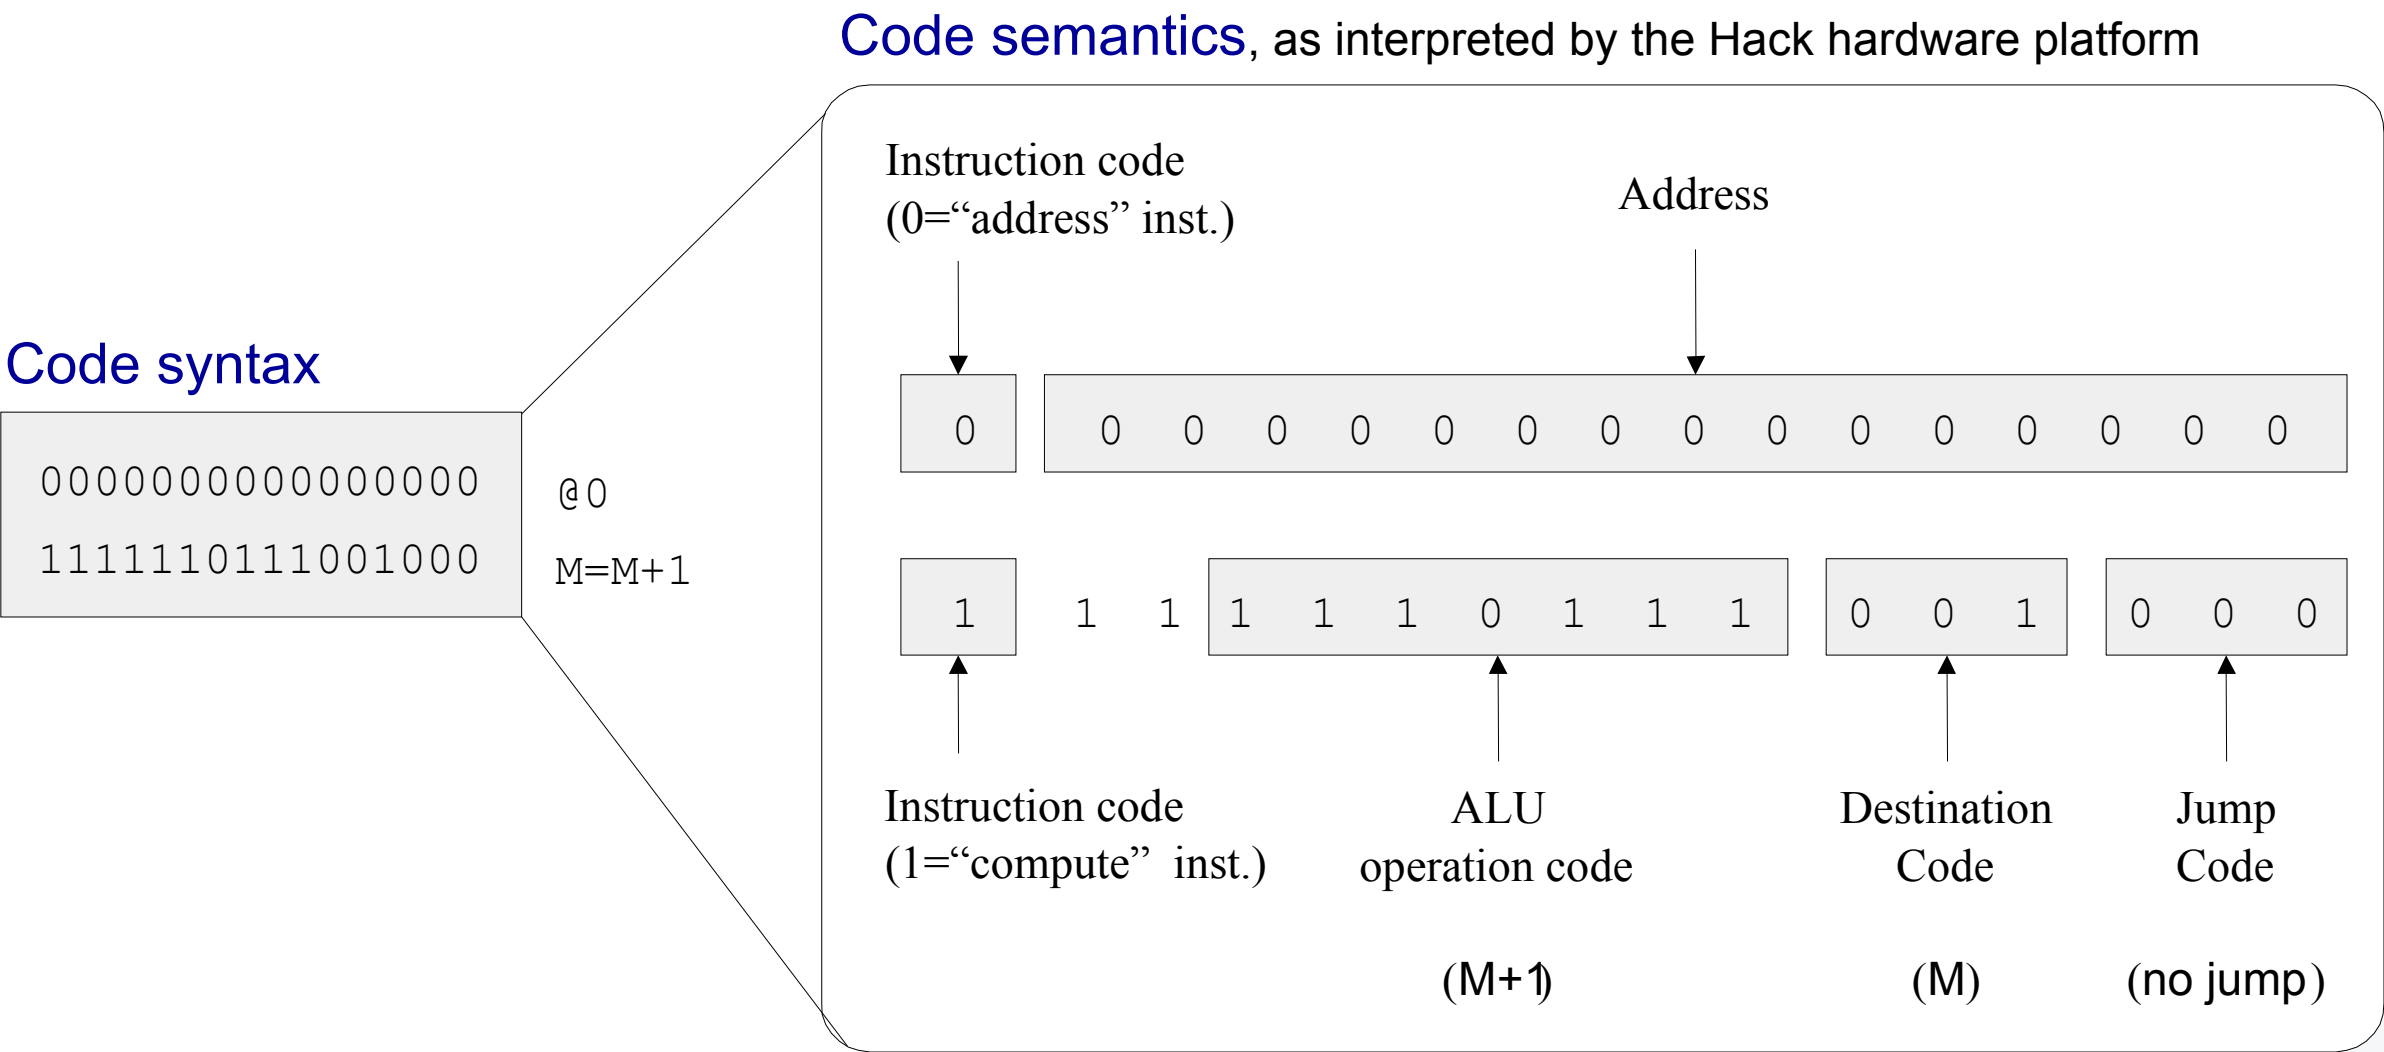 Code semantics, as interpreted by the Hack hardware platform
Instruction code
(0=“address” inst.)
Address
Code syntax
0000000000000000
@0
1111110111001000
M=M+1
0 0 0 0 0 0 0 0 0 0 0 0 0 0 0 0
1 1 1 1 1 1 0 1 1 1 0 0 1 0 0 0
Instruction code
(1=“compute” inst.)
ALU
operation code
Destination
Code
Jump
Code
(M+1)
(M)
(no jump)